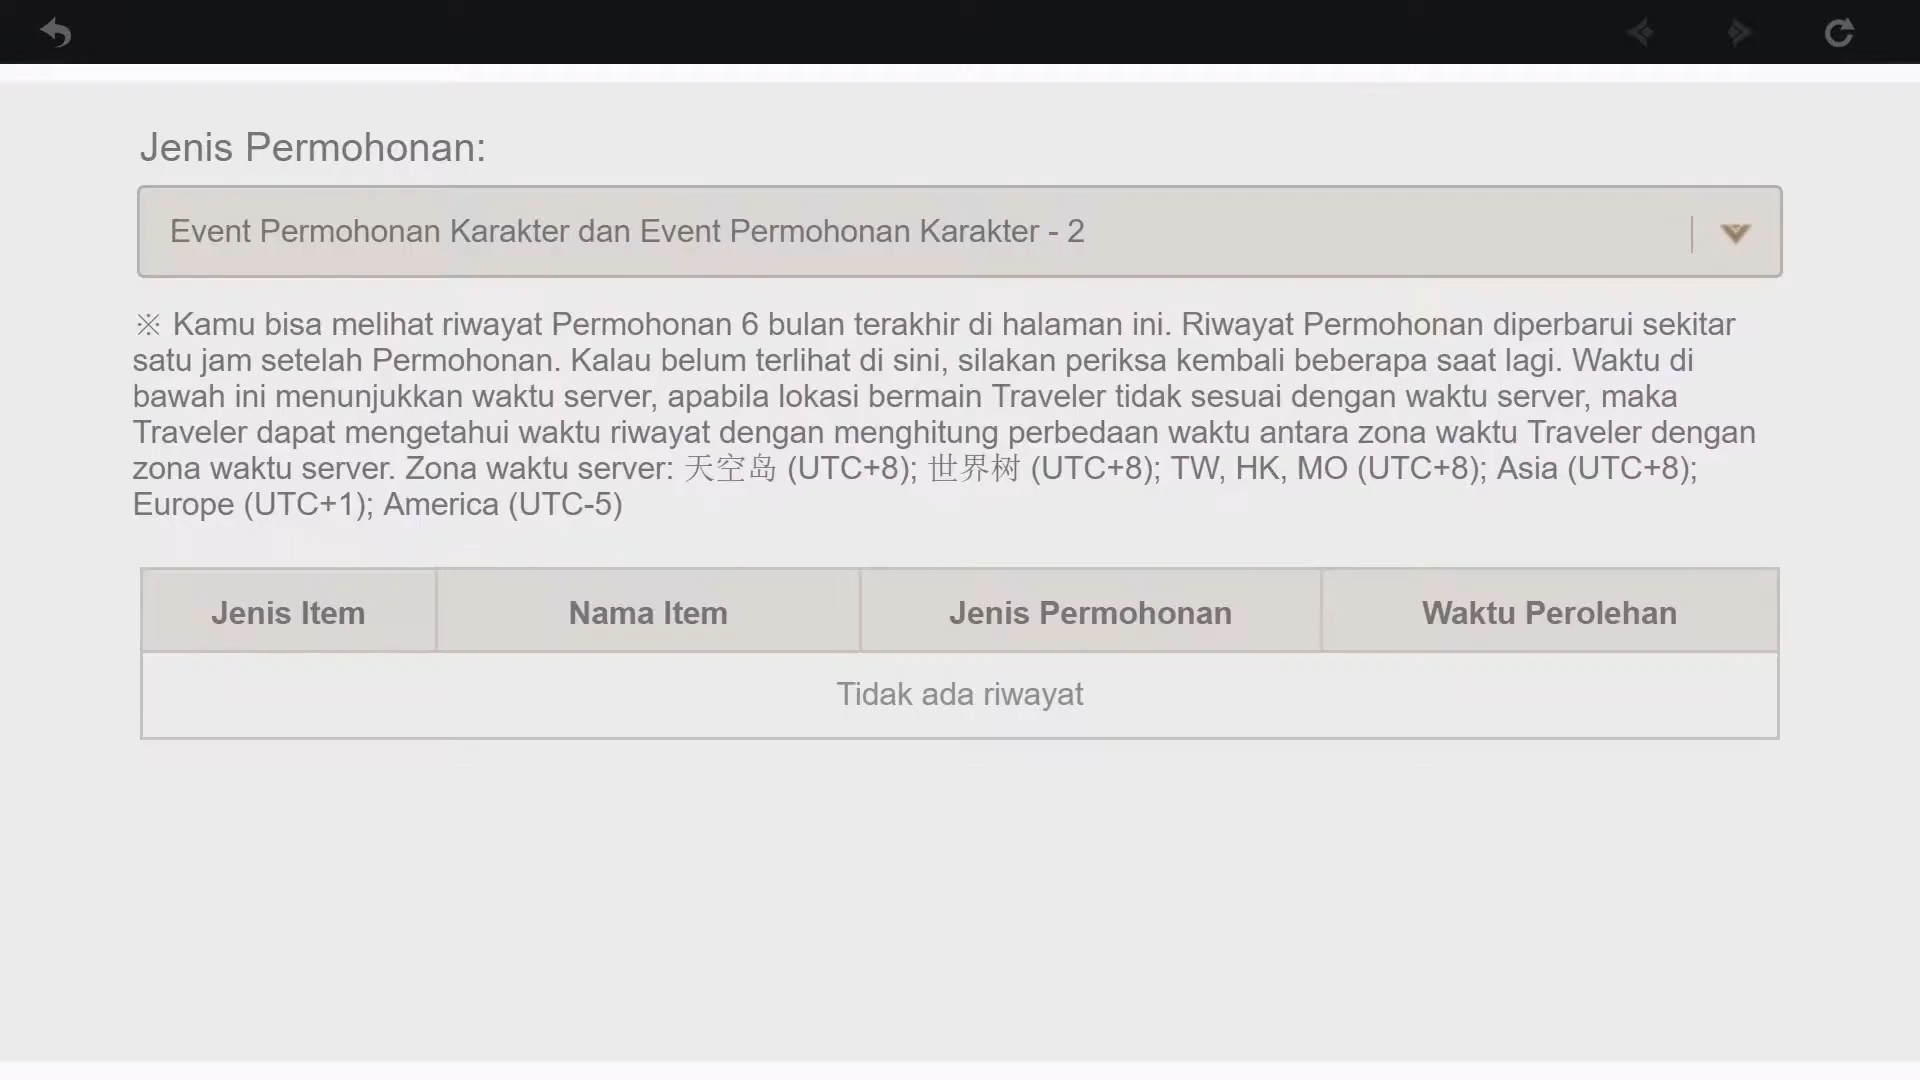 Jenis Permohonan:
Event Permohonan Karakter dan Event Permohonan Karakter - 2
※ Kamu bisa melihat riwayat Permohonan 6 bulan terakhir di halaman ini. Riwayat Permohonan diperbarui sekitar
satu jam setelah Permohonan. Kalau belum terlihat di sini, silakan periksa kembali beberapa saat lagi. Waktu di
bawah ini menunjukkan waktu server, apabila lokasi bermain Traveler tidak sesuai dengan waktu server, maka
Traveler dapat mengetahui waktu riwayat dengan menghitung perbedaan waktu antara zona waktu Traveler dengan
zona waktu server. Zona waktu server: 天空岛 (UTC+8); 世界树 (UTC+8); TW, HK, MO (UTC+8); Asia (UTC+8);
Europe (UTC+1); America (UTC-5)
Jenis Item Nama Item Jenis Permohonan Waktu Perolehan
Tidak ada riwayat